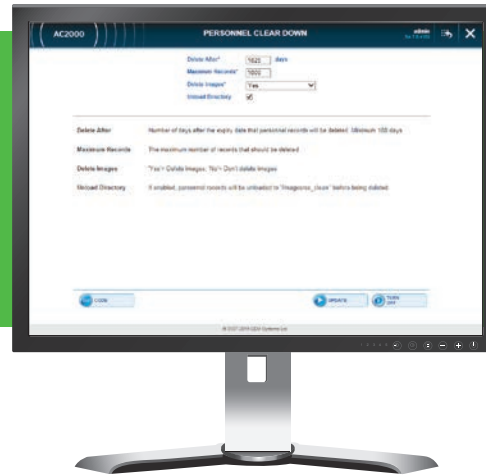 AC2000
PERSONNEL CLEAR DOWN
admin
Delete After* days
Maximum Records* 1000
Delete Images* Yes
Unload Directory
Delete After Number of days after the expiry date that personnel records will be deleted. Minimum 100 days
Maximum Records The maximum number of records that should be deleted
Delete Images 'Yes'= Delete Images, 'No'= Don't delete Images
Unload Directory If enabled, personnel records will be unloaded to before being deleted
UPDATE
TURN
OFF